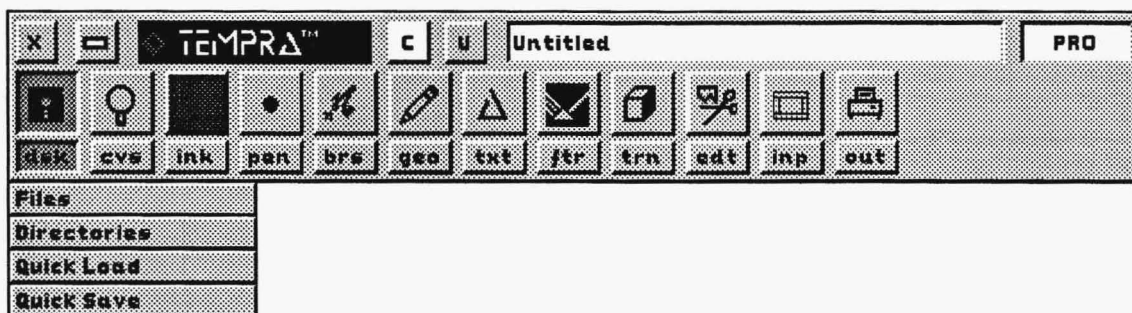 X TEMPRA™ C U Untitled PRO
dsk cvs ink pen brs geo txt ftr trn edt inp out
Files
Directories
Quick Load
Quick Save